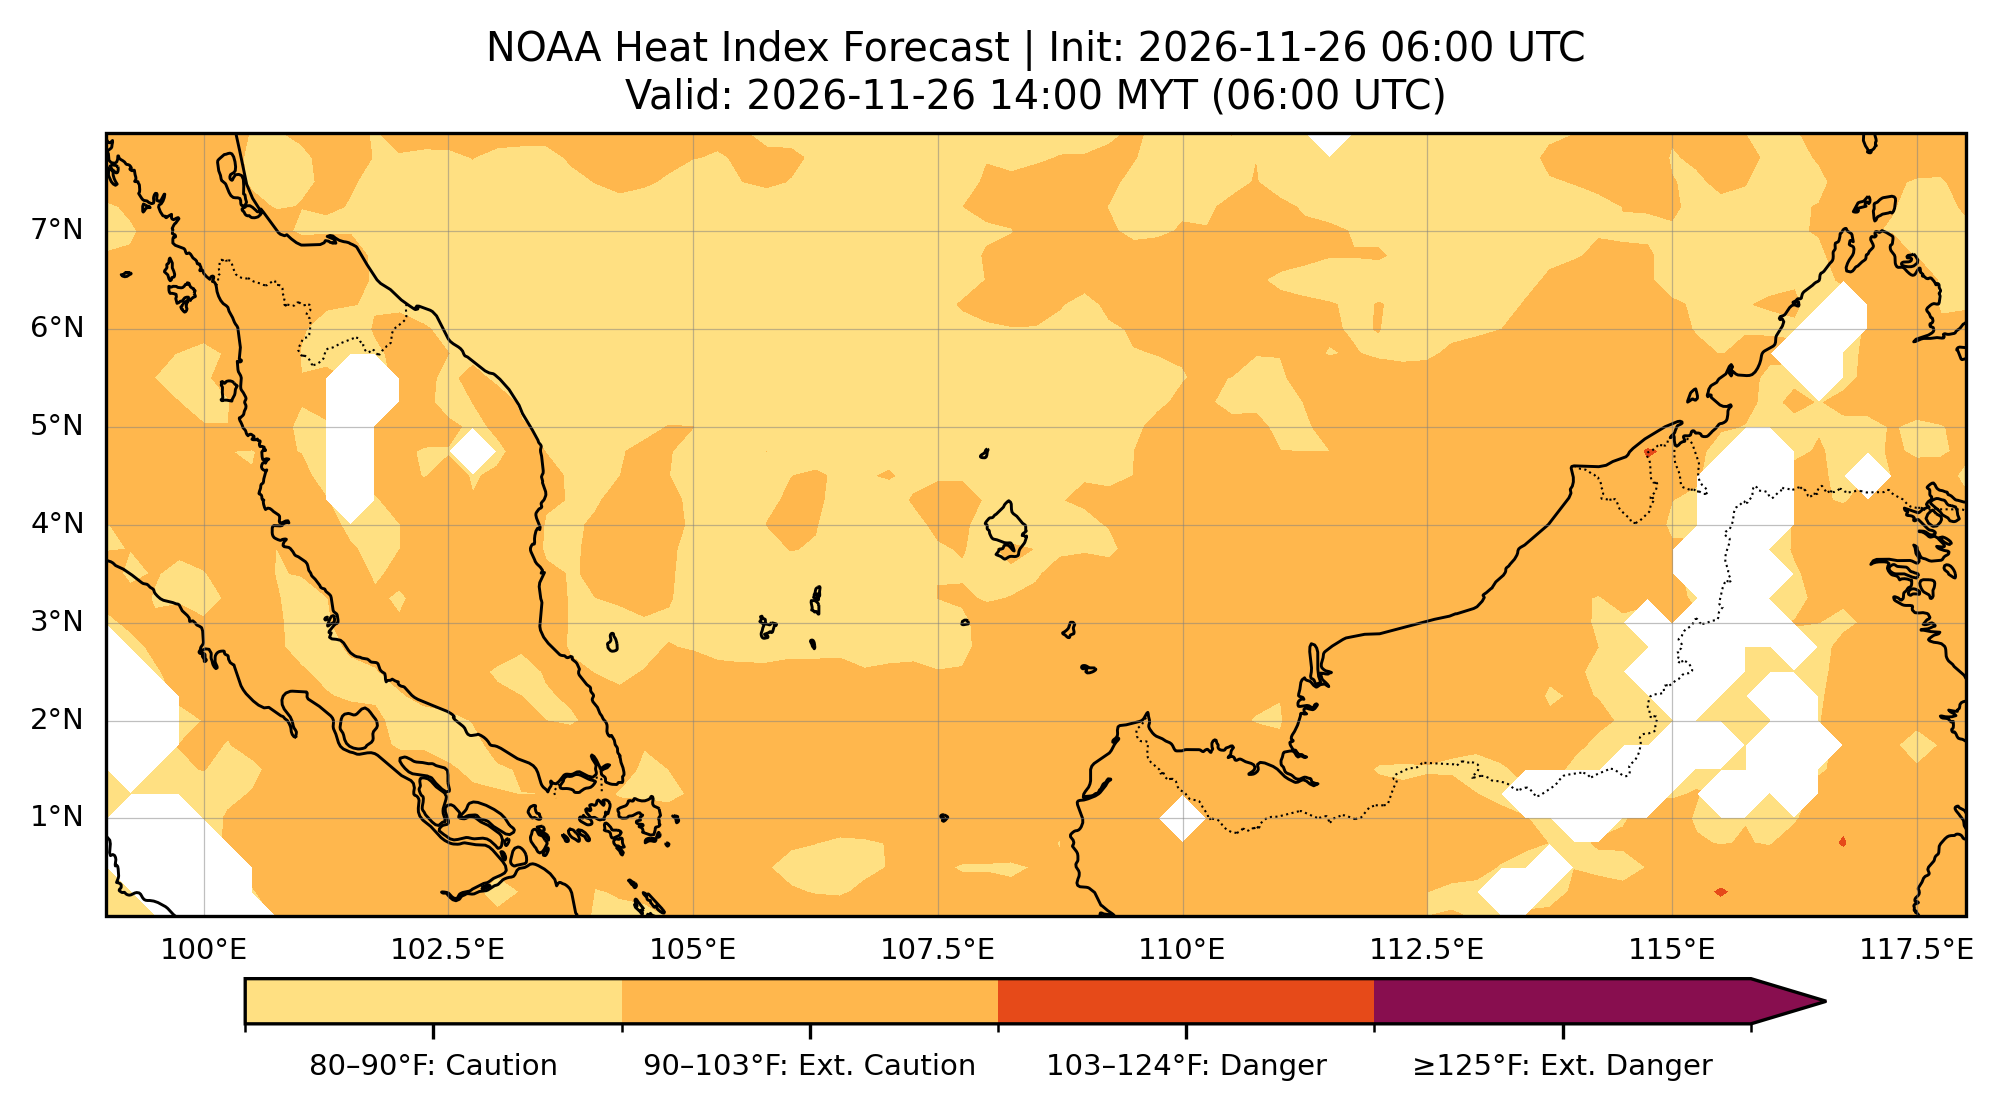 NOAA Heat Index Forecast | Init: 2026-11-26 06:00 UTC
Valid: 2026-11-26 14:00 MYT (06:00 UTC)
7°N
6°N
5°N
4°N
3°N
2°N
1°N
100°E 102.5°E 105°E 107.5°E 110°E 112.5°E 115°E 117.5°E
80–90°F: Caution 90–103°F: Ext. Caution 103–124°F: Danger ≥125°F: Ext. Danger